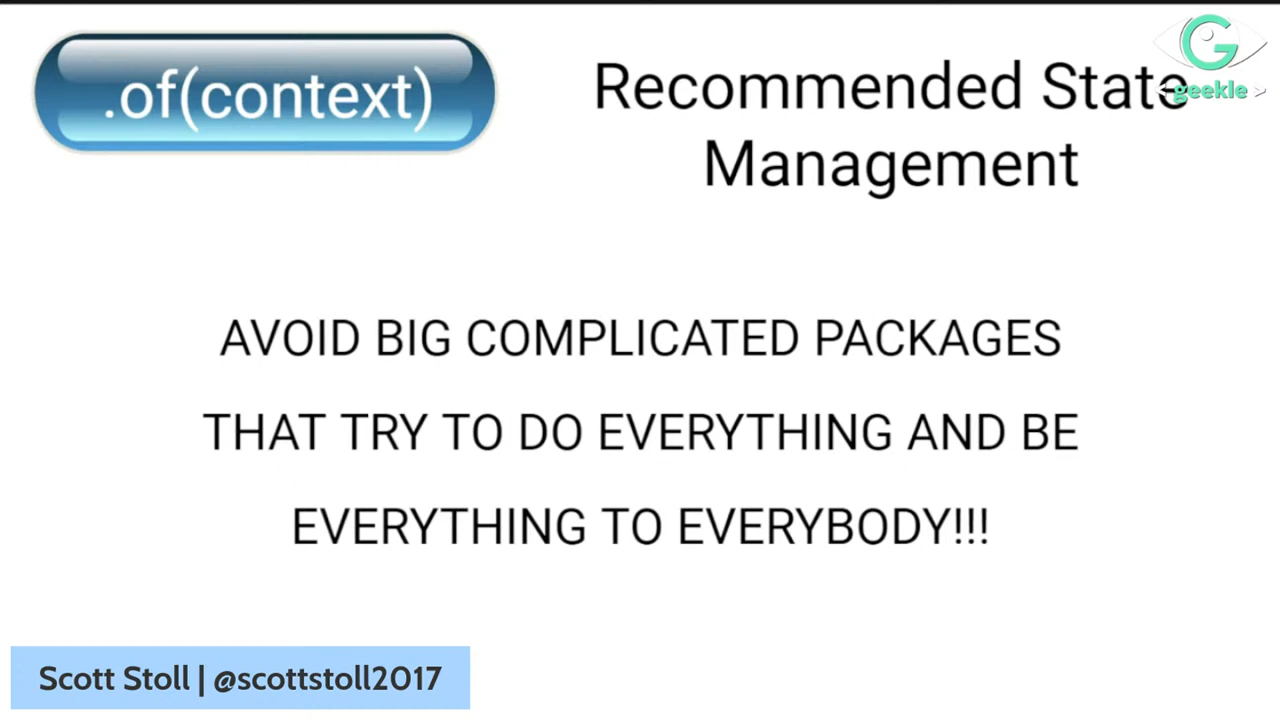 .of(context)
Recommended State
Management
G
< geekle >
AVOID BIG COMPLICATED PACKAGES
THAT TRY TO DO EVERYTHING AND BE
EVERYTHING TO EVERYBODY!!!
Scott Stoll | @scottstoll2017